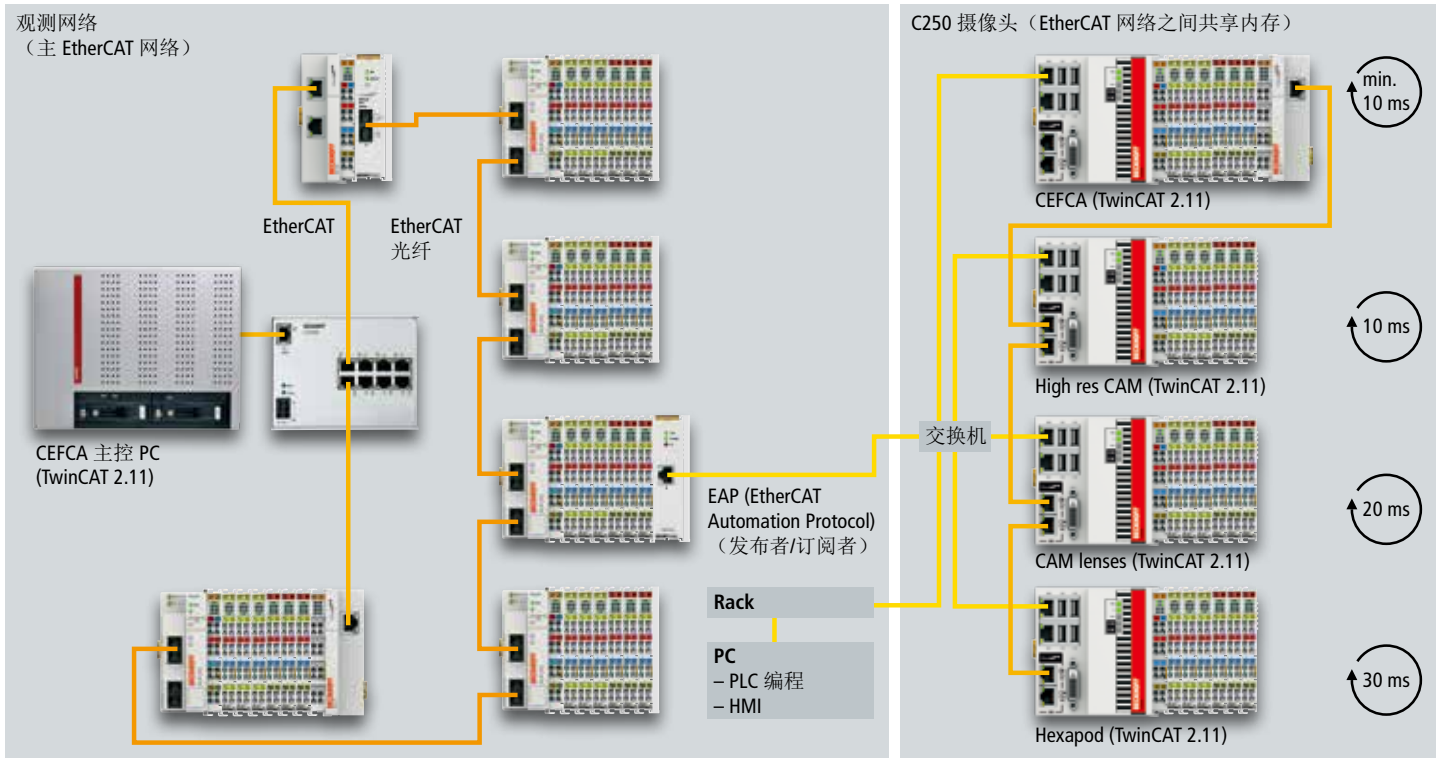 观测网络
（主 EtherCAT 网络）
EtherCAT
EtherCAT
光纤
CEFCA 主控 PC
(TwinCAT 2.11)
EAP (EtherCAT
Automation Protocol)
（发布者/订阅者）
Rack
PC
– PLC 编程
– HMI
交换机
C250 摄像头（EtherCAT 网络之间共享内存）
CEFCA (TwinCAT 2.11)
min.
10 ms
High res CAM (TwinCAT 2.11)
10 ms
CAM lenses (TwinCAT 2.11)
20 ms
Hexapod (TwinCAT 2.11)
30 ms